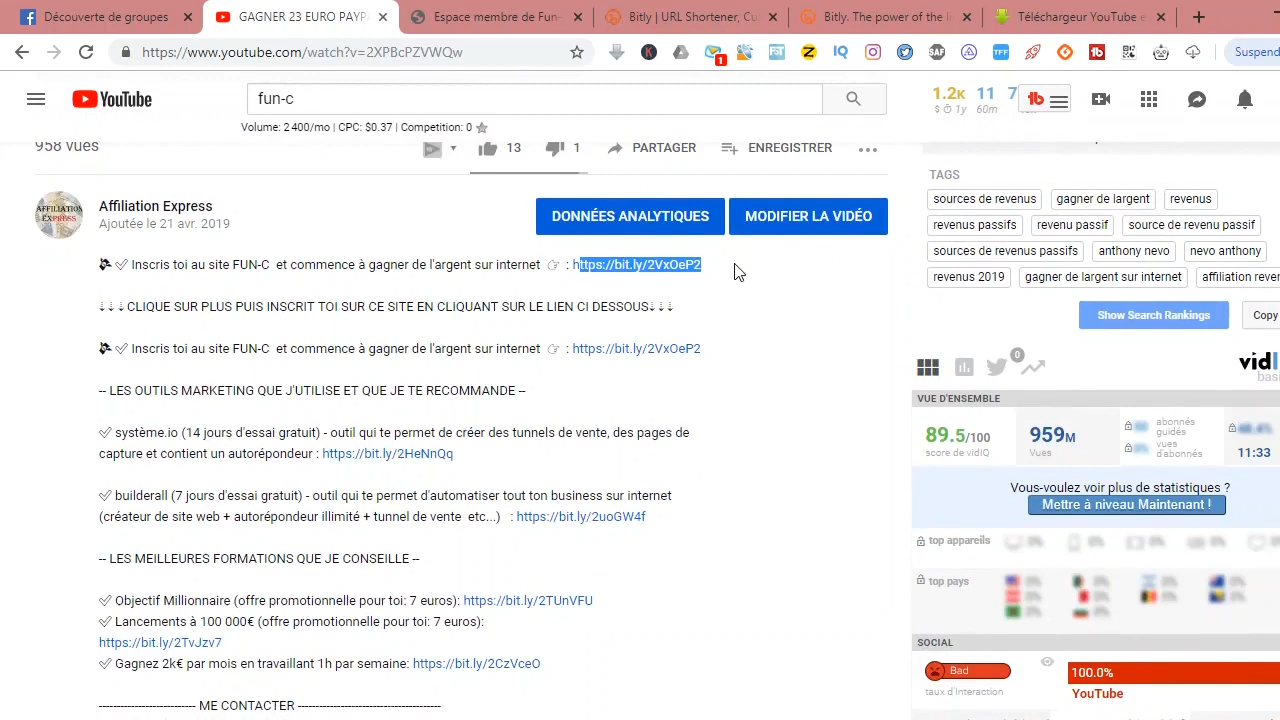 Découverte de groupes
GAGNER 21 EURO PAYPA
Espace membre de Fun-
Bitly | URL Shortener, Cu
Bitly. The power of the li
Téléchargeur YouTube e
https://www.youtube.com/watch?v=2XPBcPZVWQw
1
Suspend
YouTube
fun-c
Volume: 2 400/mo | CPC: $0.37 | Competition: 0
1.2K 11 7
$ 1y 60m
958 vues
13
1
PARTAGER
ENREGISTRER
Affiliation Express
Ajoutée le 21 avr. 2019
DONNÉES ANALYTIQUES
MODIFIER LA VIDÉO
Inscris toi au site FUN-C et commence à gagner de l'argent sur internet ☞ : https://bit.ly/2VxOeP2
↓↓↓CLIQUE SUR PLUS PUIS INSCRIT TOI SUR CE SITE EN CLIQUANT SUR LE LIEN CI DESSOUS↓↓↓
Inscris toi au site FUN-C et commence à gagner de l'argent sur internet ☞ : https://bit.ly/2VxOeP2
-- LES OUTILS MARKETING QUE J'UTILISE ET QUE JE TE RECOMMANDE --
système.io (14 jours d'essai gratuit) - outil qui te permet de créer des tunnels de vente, des pages de
capture et contient un autorépondeur : https://bit.ly/2HeNnQq
builderall (7 jours d'essai gratuit) - outil qui te permet d'automatiser tout ton business sur internet
(créateur de site web + autorépondeur illimité + tunnel de vente etc...) : https://bit.ly/2uoGW4f
-- LES MEILLEURES FORMATIONS QUE JE CONSEILLE --
Objectif Millionnaire (offre promotionnelle pour toi: 7 euros): https://bit.ly/2TUnVFU
Lancements à 100 000€ (offre promotionnelle pour toi: 7 euros):
https://bit.ly/2TvJzv7
Gagnez 2k€ par mois en travaillant 1h par semaine: https://bit.ly/2CzVceO
--------------------------- ME CONTACTER ----------------------------------------
TAGS
sources de revenus
gagner de largent
revenus
revenus passifs
revenu passif
source de revenu passif
sources de revenus passifs
anthony nevo
nevo anthony
revenus 2019
gagner de largent sur internet
affiliation reven
Show Search Rankings
Copy
0
vidI
basi
VUE D'ENSEMBLE
89.5/100
score de vidIQ
959M
Vues
abonnés
guidés
vues
d'abonnés
11:33
Vous-voulez voir plus de statistiques ?
Mettre à niveau Maintenant !
top appareils
top pays
SOCIAL
Bad
taux d'Interaction
100.0%
YouTube